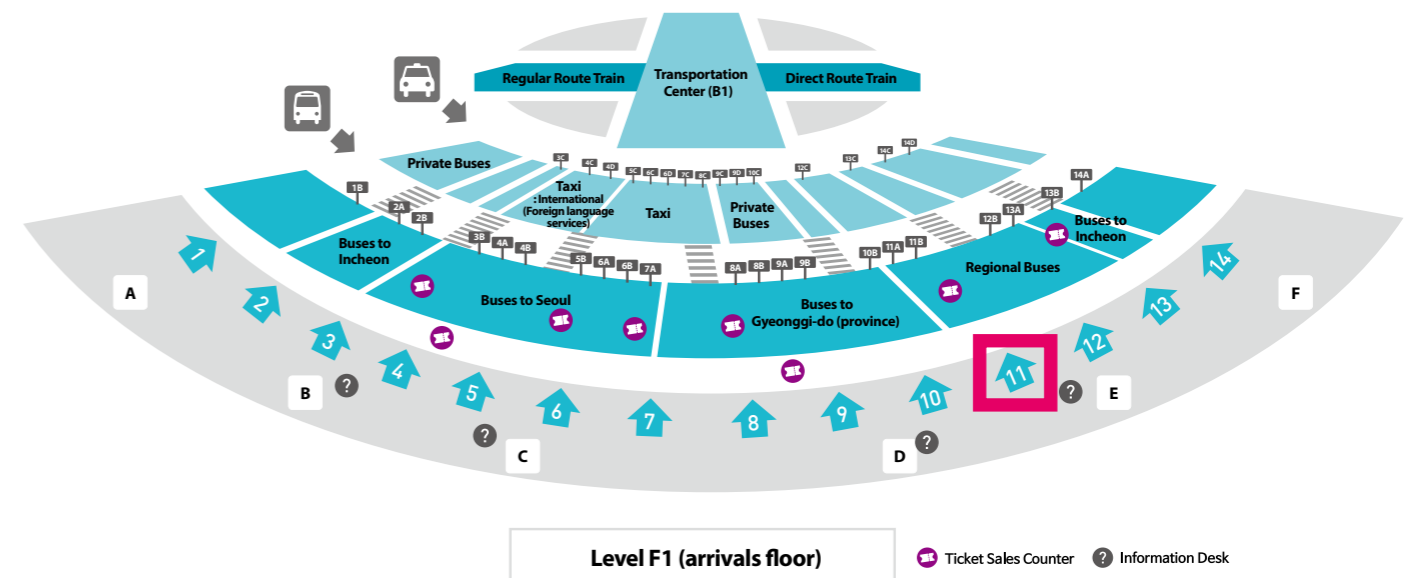 Regular Route Train
Transportation
Center (B1)
Direct Route Train
Private Buses
3C
4C
4D
5C
6C
6D
7C
8C
9C
9D
10C
12C
13C
14C
14D
Taxi
: International
(Foreign language
services)
Taxi
Private
Buses
1B
2A
2B
3B
4A
4B
5B
6A
6B
7A
8A
8B
9A
9B
10B
11A
11B
12B
13A
13B
14A
Buses to
Incheon
Buses to Seoul
Buses to
Gyeonggi-do (province)
Regional Buses
Buses to
Incheon
1
2
3
4
5
6
7
8
9
10
11
12
13
14
A
B
?
C
?
D
?
E
?
F
Level F1 (arrivals floor)
Ticket Sales Counter
? Information Desk